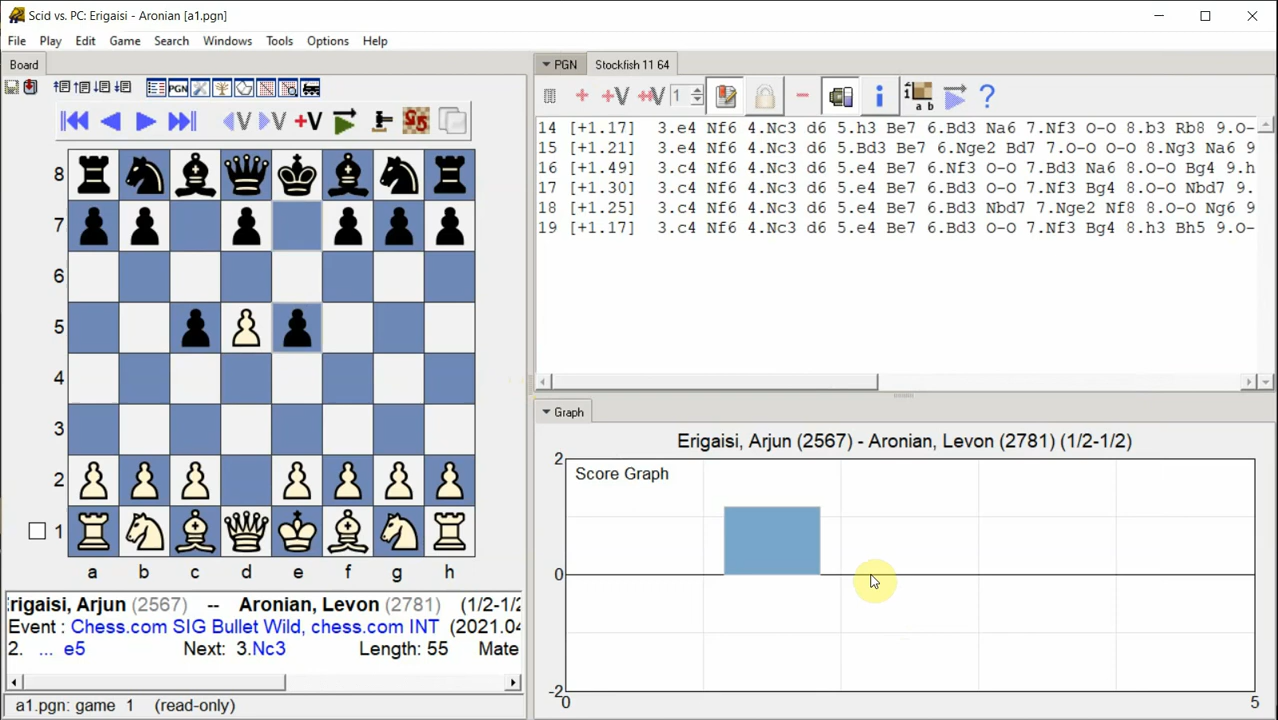 Scid vs. PC: Erigaisi - Aronian [a1.pgn]
File Play Edit Game Search Windows Tools Options Help
Board
PGN
8
7
6
5
4
3
2
1
a b c d e f g h
rigaisi, Arjun (2567) -- Aronian, Levon (2781) (1/2-1/2
Event : Chess.com SIG Bullet Wild, chess.com INT (2021.04
2. ... e5 Next: 3.Nc3 Length: 55 Mate
a1.pgn: game 1 (read-only)
PGN Stockfish 11 64
1
a b
?
14 [+1.17] 3.e4 Nf6 4.Nc3 d6 5.h3 Be7 6.Bd3 Na6 7.Nf3 O-O 8.b3 Rb8 9.O-
15 [+1.21] 3.e4 Nf6 4.Nc3 d6 5.Bd3 Be7 6.Nge2 Bd7 7.O-O O-O 8.Ng3 Na6 9
16 [+1.49] 3.c4 Nf6 4.Nc3 d6 5.e4 Be7 6.Nf3 O-O 7.Bd3 Na6 8.O-O Bg4 9.h
17 [+1.30] 3.c4 Nf6 4.Nc3 d6 5.e4 Be7 6.Bd3 O-O 7.Nf3 Bg4 8.O-O Nbd7 9.
18 [+1.25] 3.c4 Nf6 4.Nc3 d6 5.e4 Be7 6.Bd3 Nbd7 7.Nge2 Nf8 8.O-O Ng6 9
19 [+1.17] 3.c4 Nf6 4.Nc3 d6 5.e4 Be7 6.Bd3 O-O 7.Nf3 Bg4 8.h3 Bh5 9.O-
Graph
Erigaisi, Arjun (2567) - Aronian, Levon (2781) (1/2-1/2)
2
Score Graph
0
-2
0 5